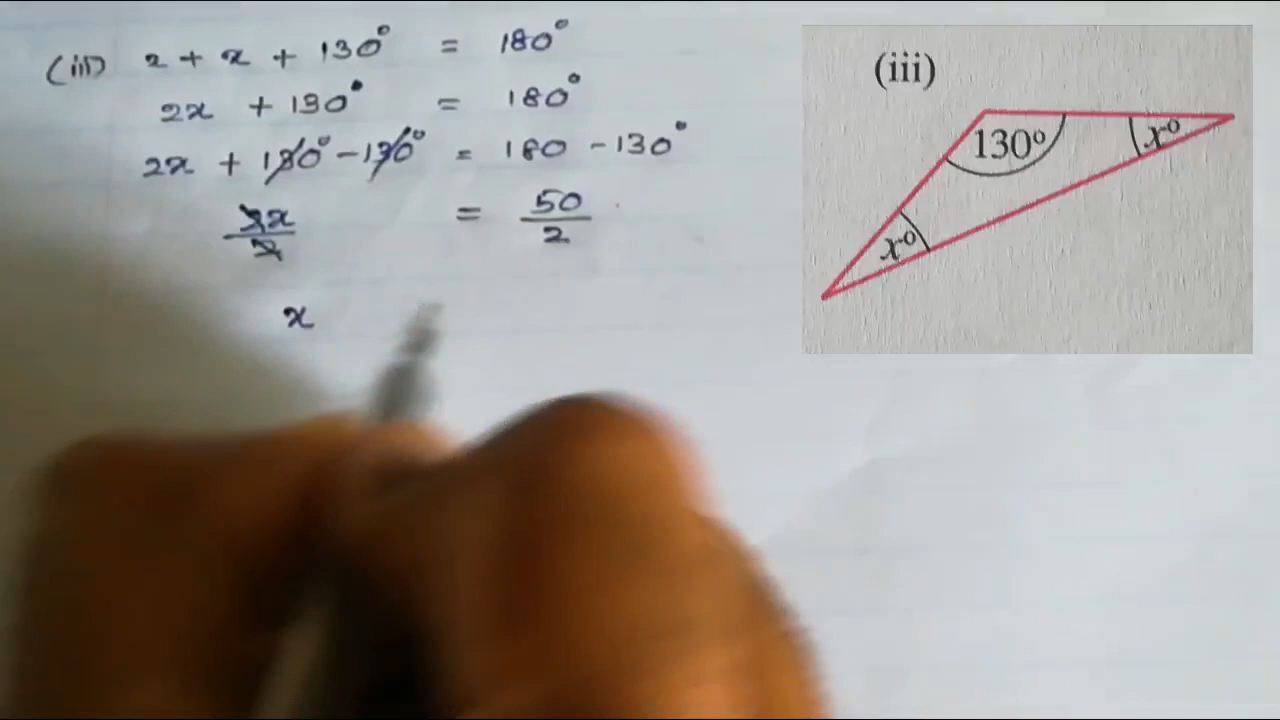 (iii) x + x + 130° = 180°
2x + 130° = 180°
2x + 130° - 130° = 180 - 130°
2x/2 = 50/2
x
(iii)
130°
x°
x°